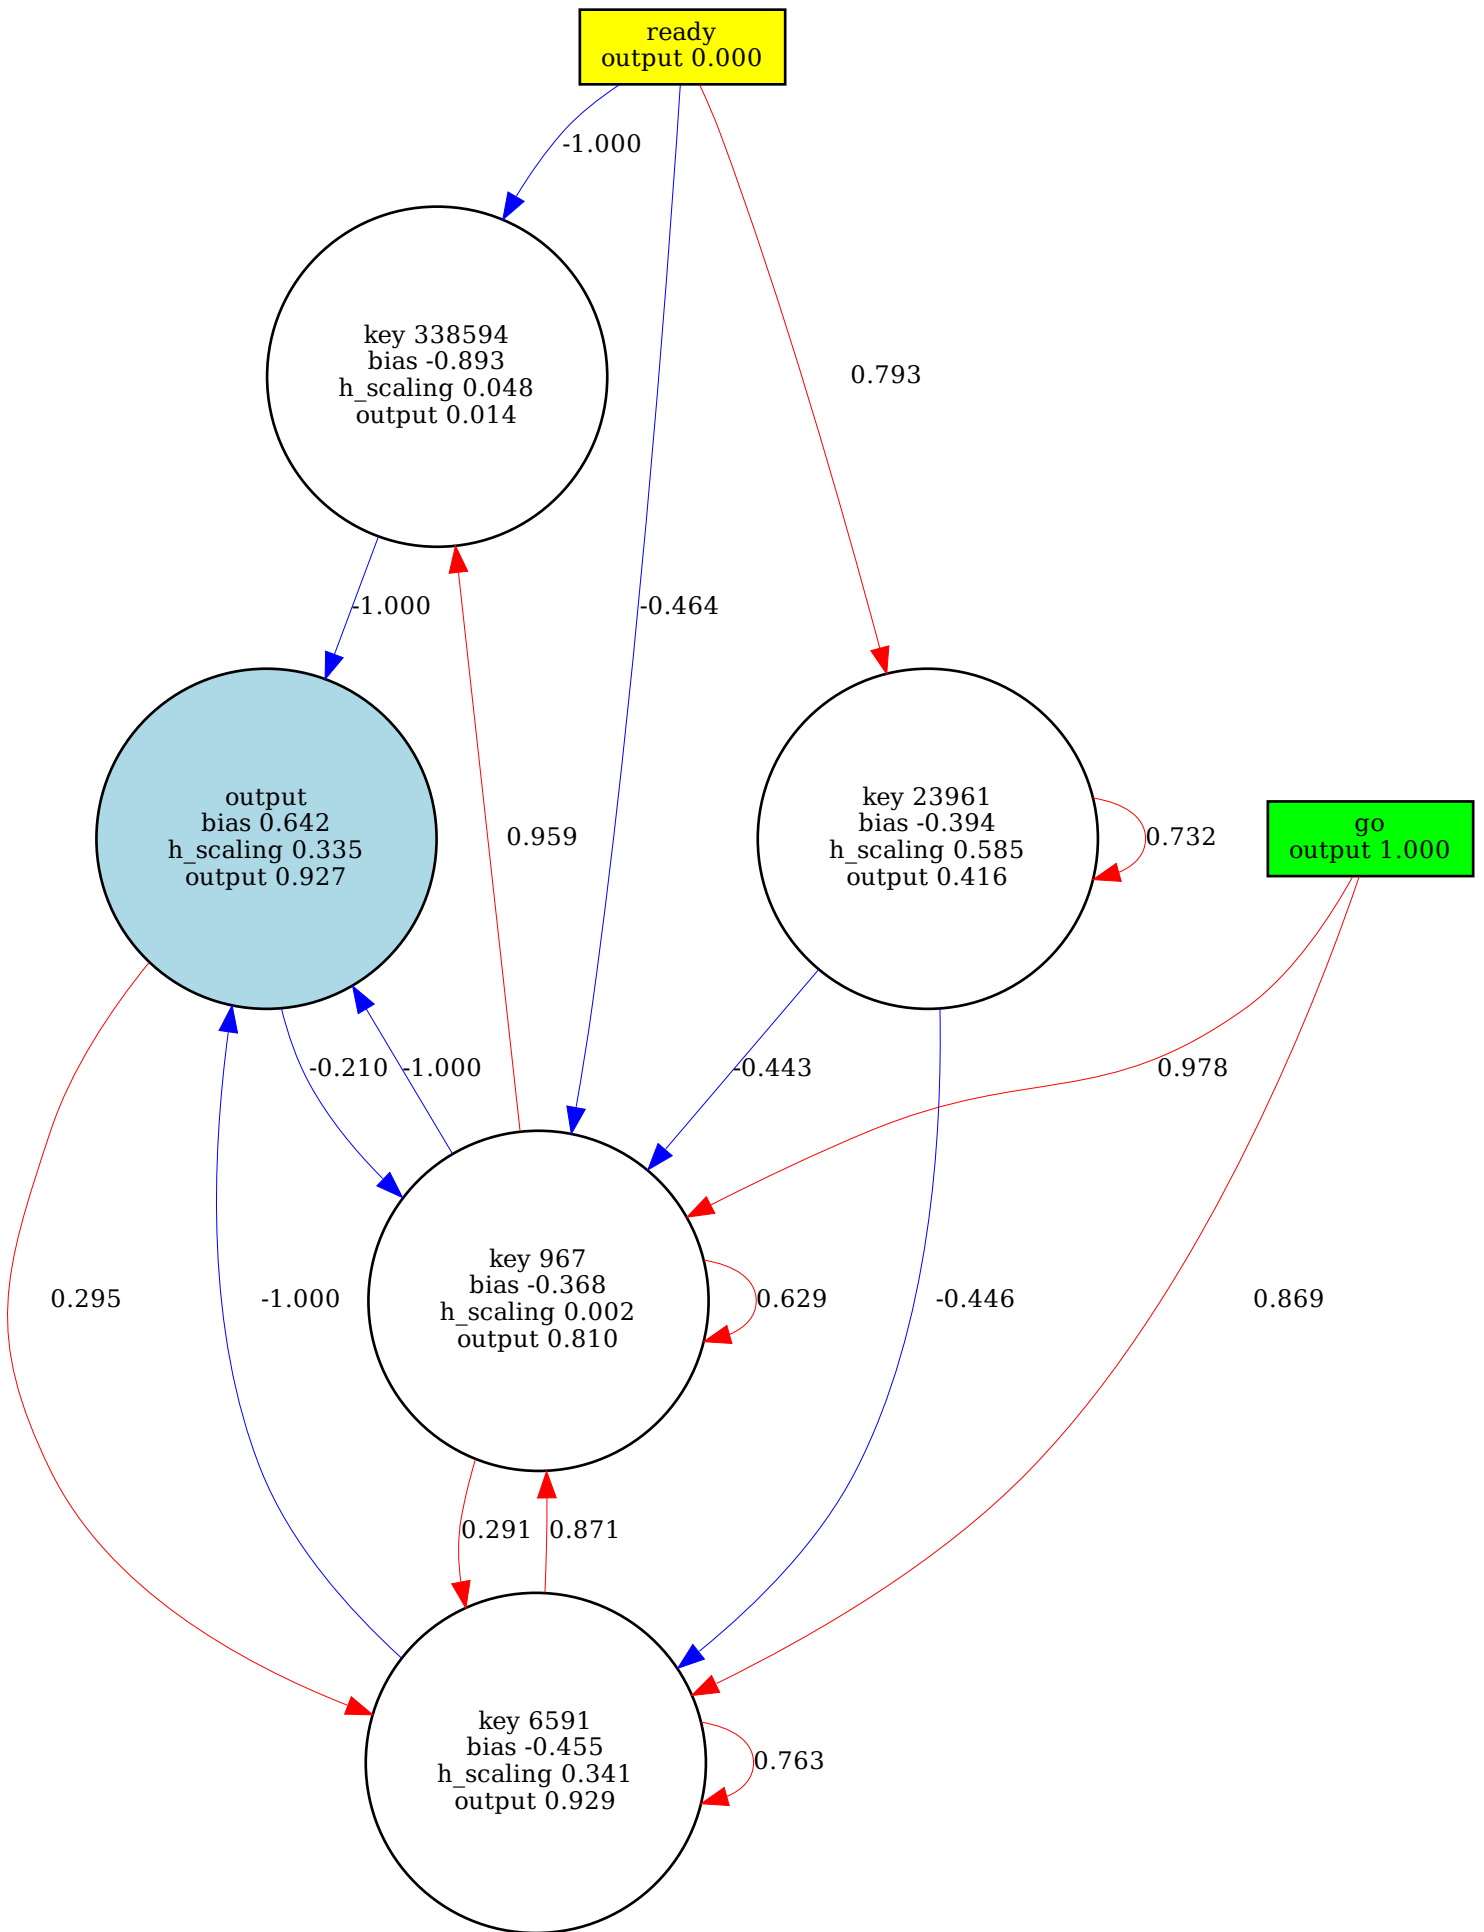 ready
output 0.000
-1.000
key 338594
bias -0.893
h_scaling 0.048
output 0.014
0.793
-1.000
-0.464
output
bias 0.642
h_scaling 0.335
output 0.927
0.959
key 23961
bias -0.394
h_scaling 0.585
output 0.416
0.732
go
output 1.000
-0.210
-1.000
-0.443
0.978
0.295
-1.000
key 967
bias -0.368
h_scaling 0.002
output 0.810
0.629
-0.446
0.869
0.291
0.871
key 6591
bias -0.455
h_scaling 0.341
output 0.929
0.763